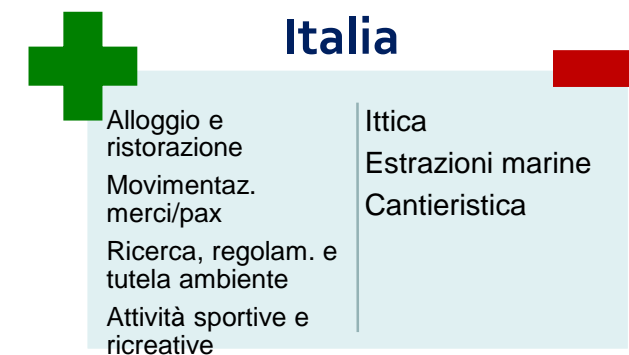 Italia
Alloggio e
ristorazione
Movimentaz.
merci/pax
Ricerca, regolam. e
tutela ambiente
Attività sportive e
ricreative
Ittica
Estrazioni marine
Cantieristica